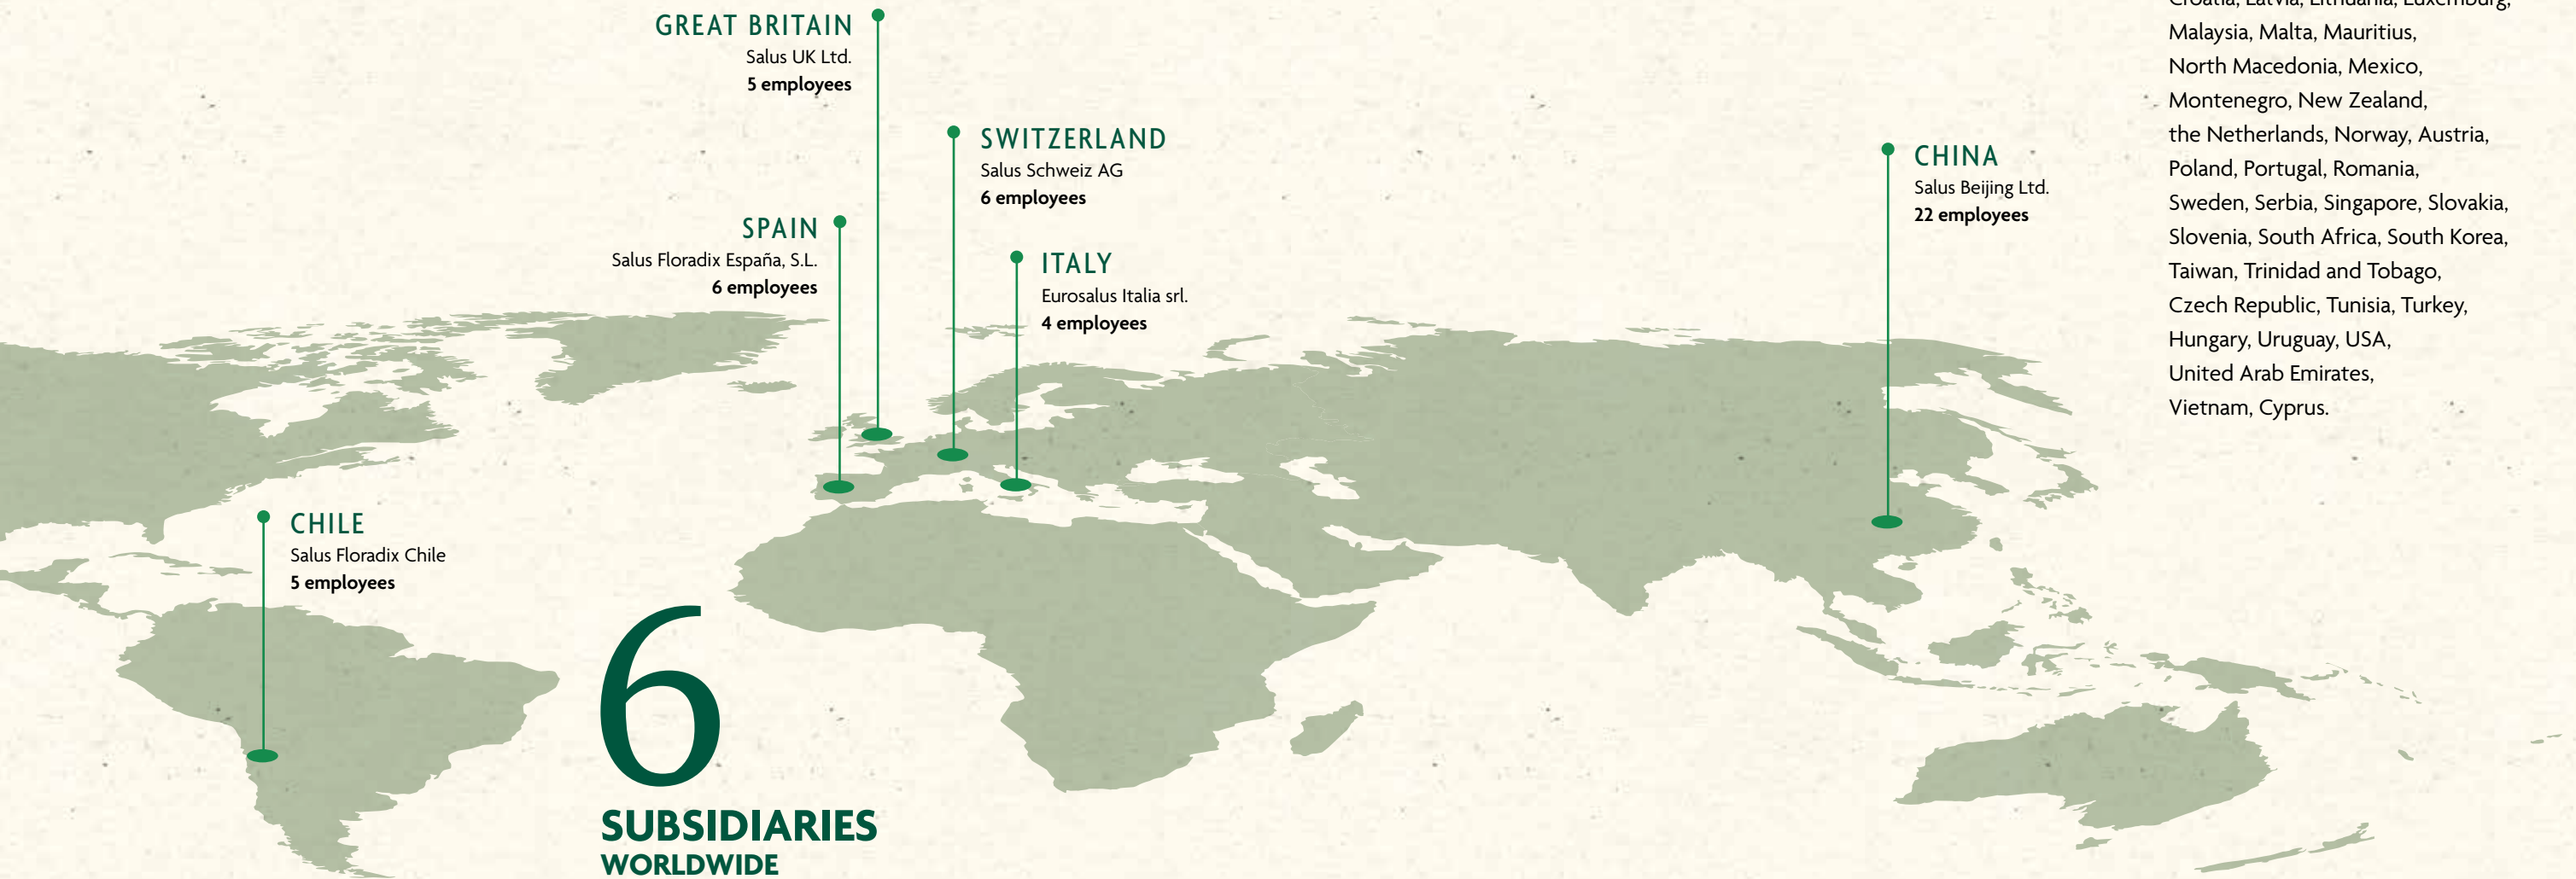 GREAT BRITAIN
Salus UK Ltd.
5 employees
SWITZERLAND
Salus Schweiz AG
6 employees
SPAIN
Salus Floradix España, S.L.
6 employees
ITALY
Eurosalus Italia srl.
4 employees
CHINA
Salus Beijing Ltd.
22 employees
CHILE
Salus Floradix Chile
5 employees
6
SUBSIDIARIES
WORLDWIDE
Croatia, Latvia, Lithuania, Luxemburg,
Malaysia, Malta, Mauritius,
North Macedonia, Mexico,
Montenegro, New Zealand,
the Netherlands, Norway, Austria,
Poland, Portugal, Romania,
Sweden, Serbia, Singapore, Slovakia,
Slovenia, South Africa, South Korea,
Taiwan, Trinidad and Tobago,
Czech Republic, Tunisia, Turkey,
Hungary, Uruguay, USA,
United Arab Emirates,
Vietnam, Cyprus.